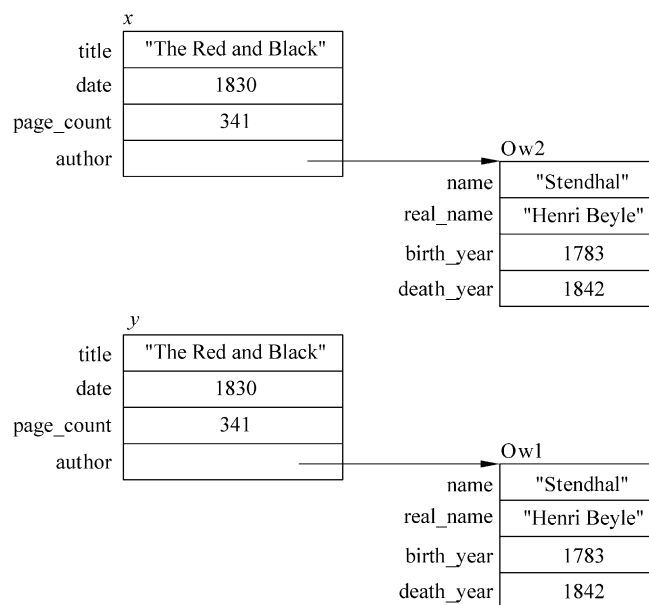 x
title "The Red and Black"
date 1830
page_count 341
author
Ow2
name "Stendhal"
real_name "Henri Beyle"
birth_year 1783
death_year 1842
y
title "The Red and Black"
date 1830
page_count 341
author
Ow1
name "Stendhal"
real_name "Henri Beyle"
birth_year 1783
death_year 1842